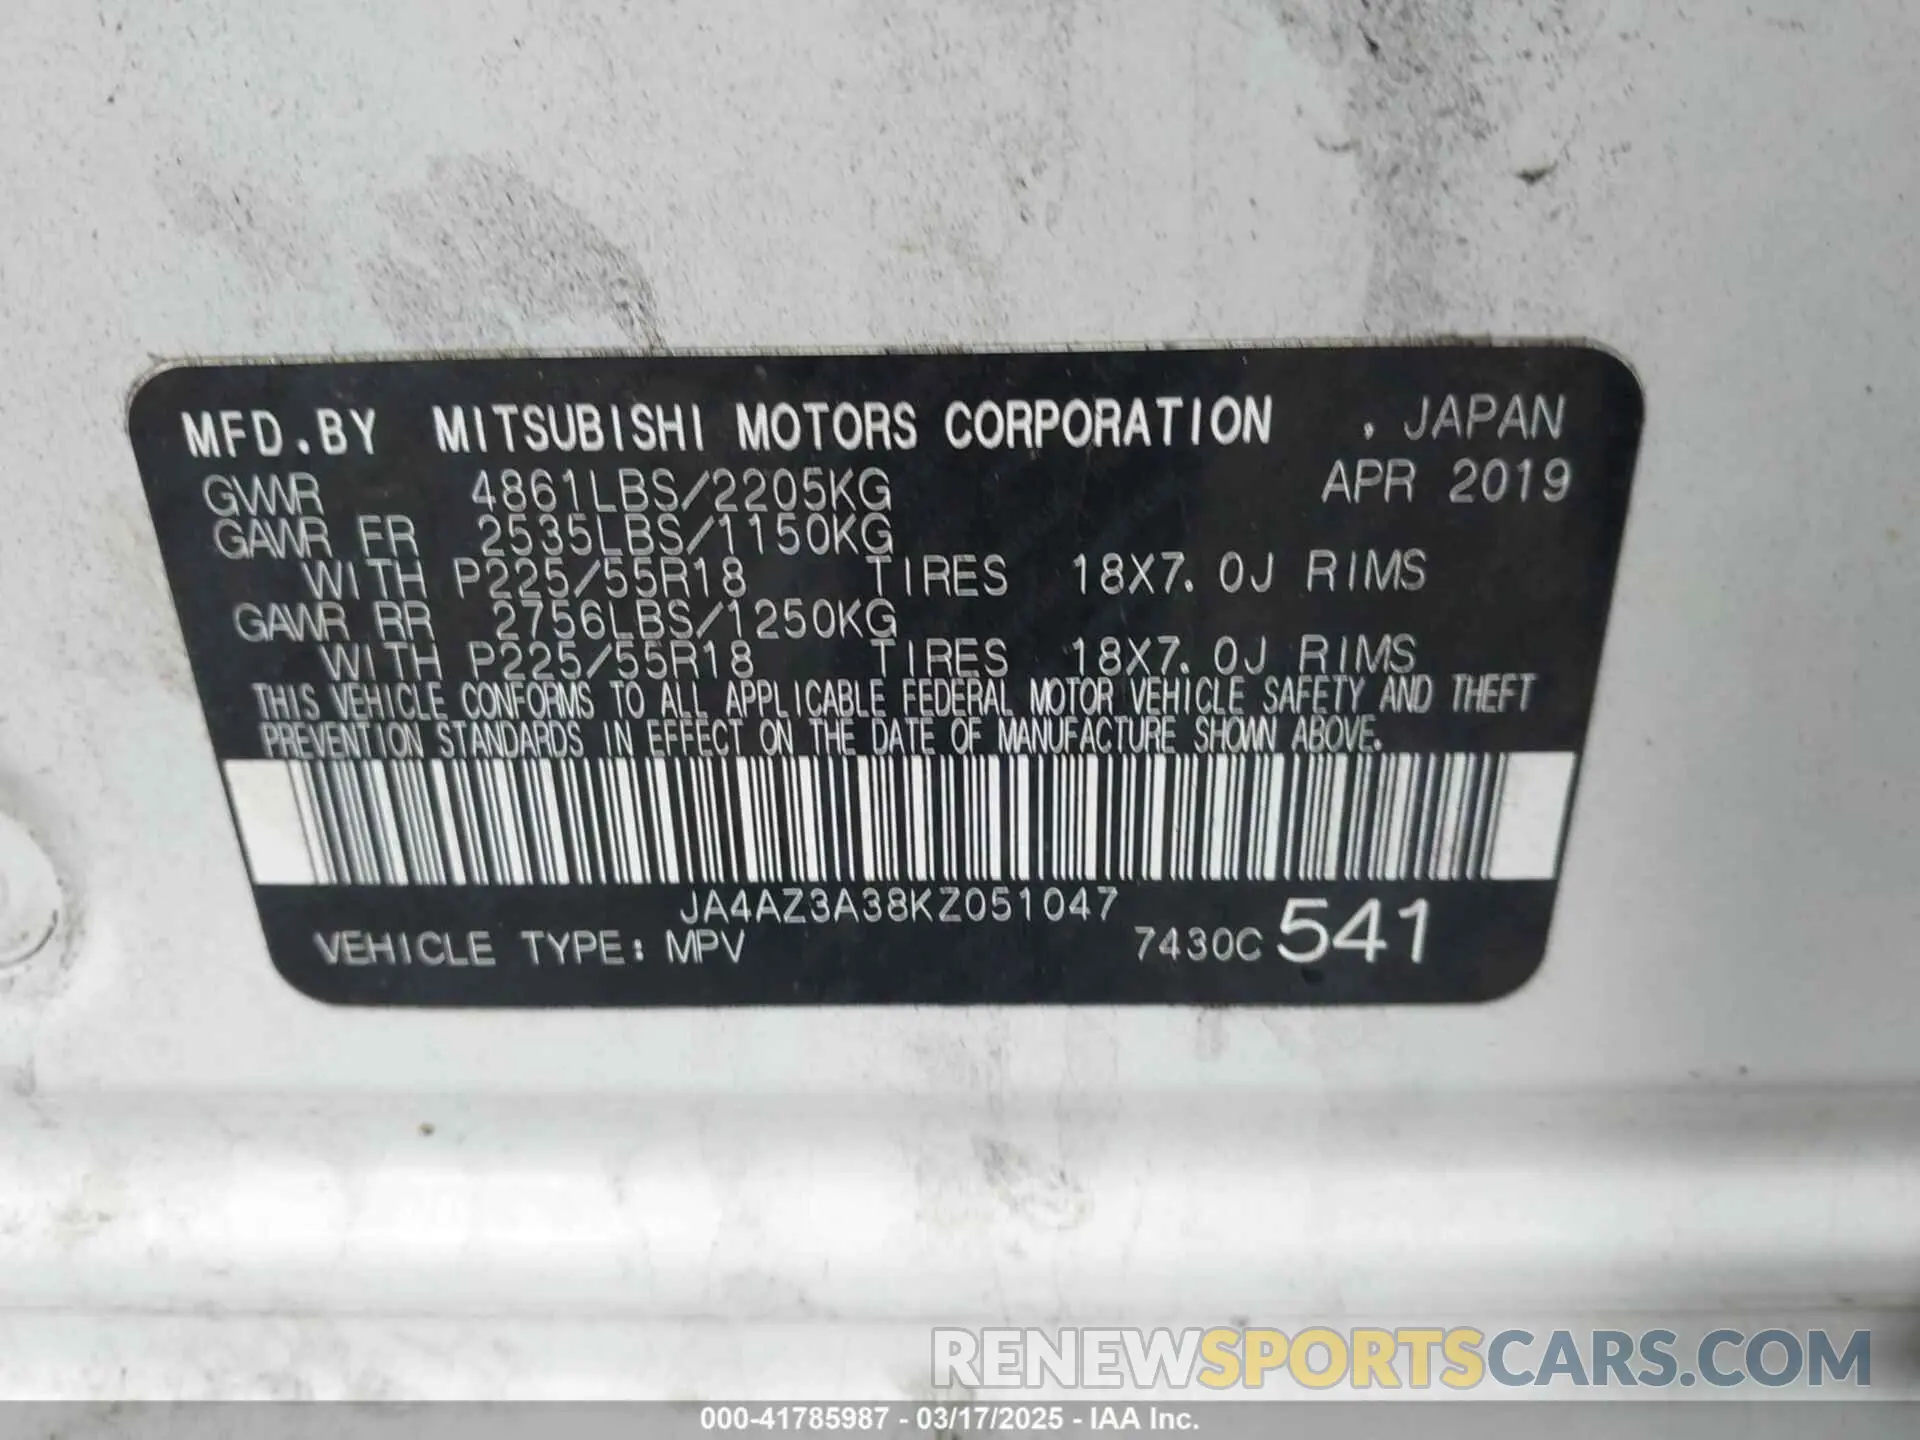 MFD.BY MITSUBISHI MOTORS CORPORATION , JAPAN
GVWR 4861LBS/2205KG APR 2019
GAWR FR 2535LBS/1150KG
WITH P225/55R18 TIRES 18X7.0J RIMS
GAWR RR 2756LBS/1250KG
WITH P225/55R18 TIRES 18X7.0J RIMS
THIS VEHICLE CONFORMS TO ALL APPLICABLE FEDERAL MOTOR VEHICLE SAFETY AND THEFT
PREVENTION STANDARDS IN EFFECT ON THE DATE OF MANUFACTURE SHOWN ABOVE.
JA4AZ3A38KZ051047
VEHICLE TYPE: MPV 7430C 541
RENEWSPORTSCARS.COM
000-41785987 - 03/17/2025 - IAA Inc.